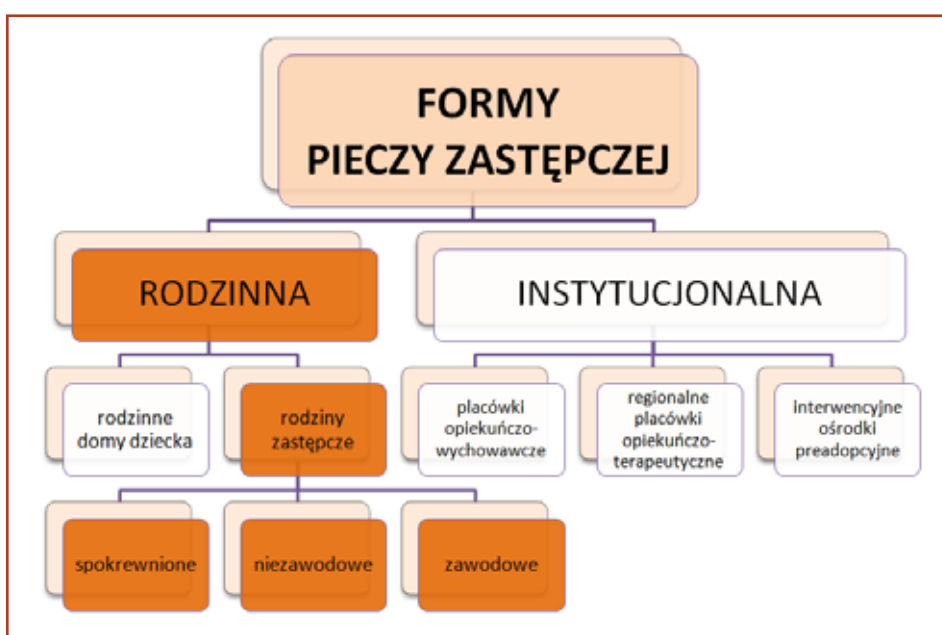 FORMY
PIECZY ZASTĘPCZEJ
RODZINNA
INSTYTUCJONALNA
rodzinne
domy dziecka
rodziny
zastępcze
placówki
opiekuńczo-
wychowawcze
regionalne
placówki
opiekuńczo-
terapeutyczne
interwencyjne
ośrodki
preadopcyjne
spokrewnione
niezawodowe
zawodowe